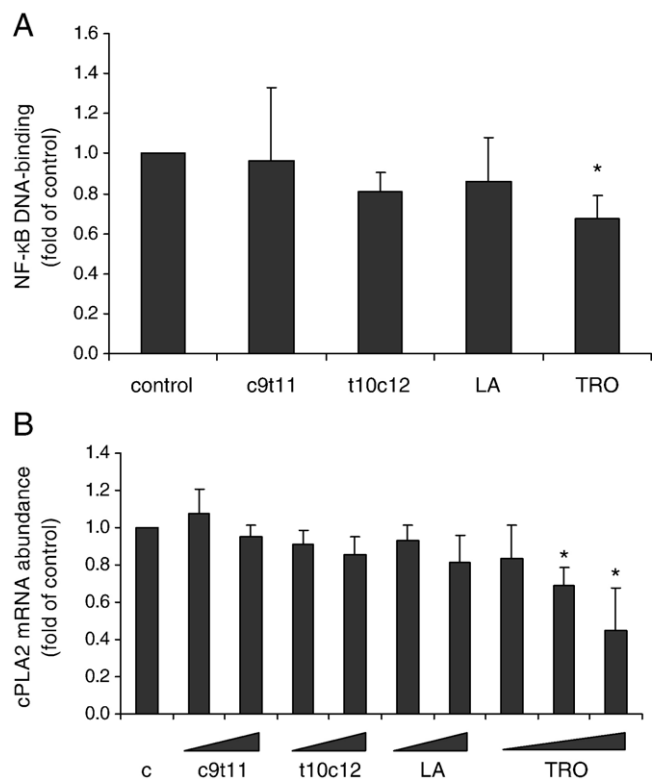 A
NF-κB DNA-binding
(fold of control)
1.6
1.4
1.2
1.0
0.8
0.6
0.4
0.2
0.0
*
control c9t11 t10c12 LA TRO
B
cPLA2 mRNA abundance
(fold of control)
1.4
1.2
1.0
0.8
0.6
0.4
0.2
0.0
*
*
c c9t11 t10c12 LA TRO